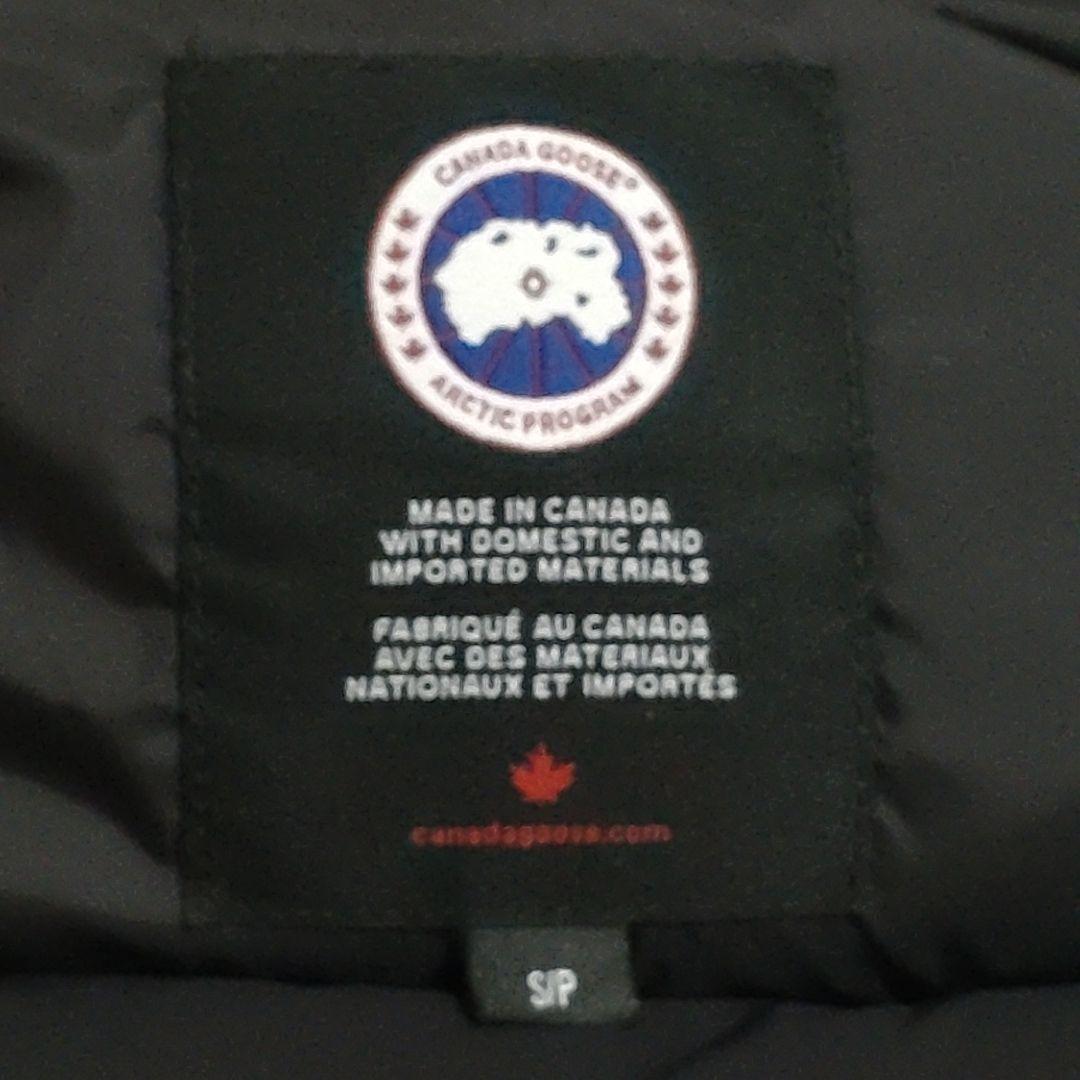 CANADA GOOSE®
ARCTIC PROGRAM
MADE IN CANADA
WITH DOMESTIC AND
IMPORTED MATERIALS
FABRIQUÉ AU CANADA
AVEC DES MATERIAUX
NATIONAUX ET IMPORTÉS
canadagoose.com
S/P